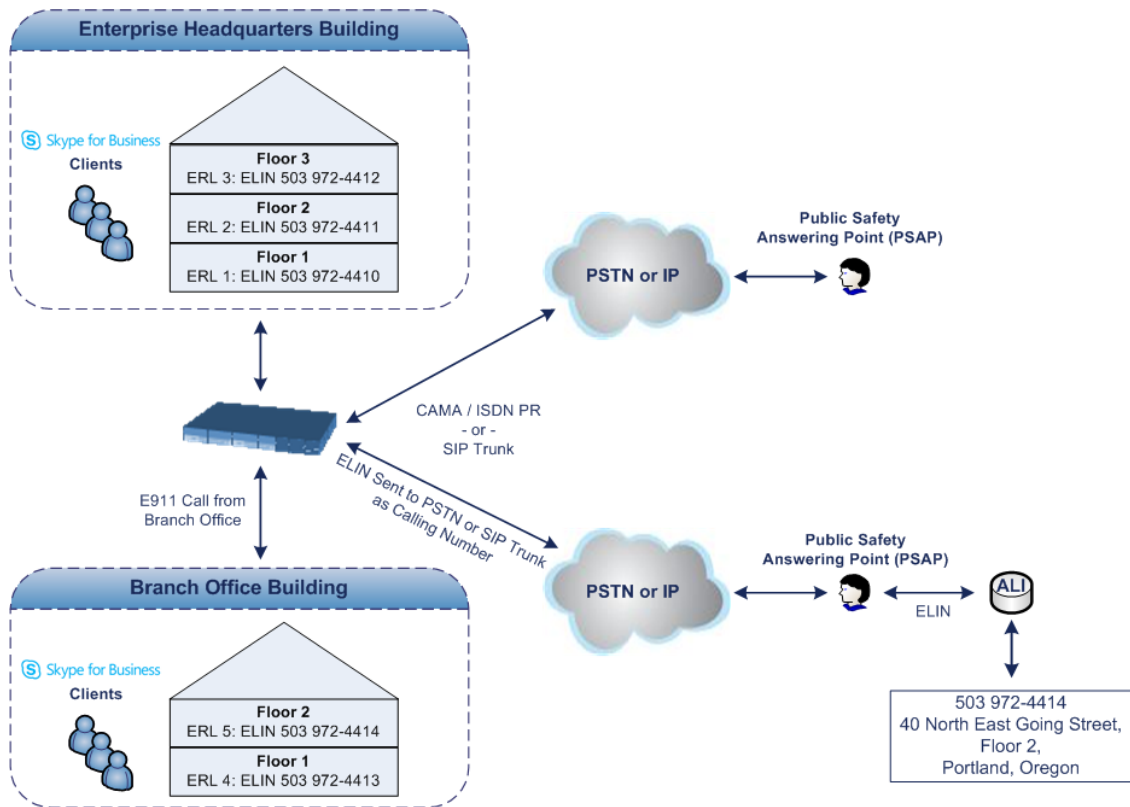 Enterprise Headquarters Building
S Skype for Business
Clients
Floor 3
ERL 3: ELIN 503 972-4412
Floor 2
ERL 2: ELIN 503 972-4411
Floor 1
ERL 1: ELIN 503 972-4410
PSTN or IP
Public Safety
Answering Point (PSAP)
CAMA / ISDN PR
- or -
SIP Trunk
ELIN Sent to PSTN or SIP Trunk
as Calling Number
E911 Call from
Branch Office
PSTN or IP
Public Safety
Answering Point (PSAP)
ELIN
ALI
503 972-4414
40 North East Going Street,
Floor 2,
Portland, Oregon
Branch Office Building
S Skype for Business
Clients
Floor 2
ERL 5: ELIN 503 972-4414
Floor 1
ERL 4: ELIN 503 972-4413